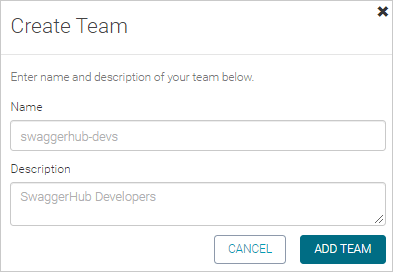 Create Team
Enter name and description of your team below.
Name
swaggerhub-devs
Description
SwaggerHub Developers
CANCEL
ADD TEAM